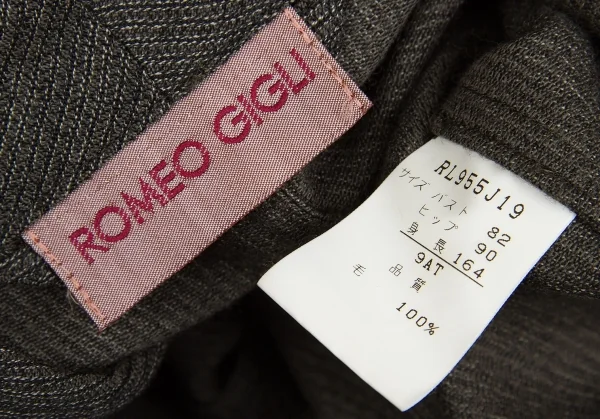 ROMEO GIGLI
RL955J19
サイズ バスト 82
ヒップ 90
身長 164
9AT
品質
毛 100%